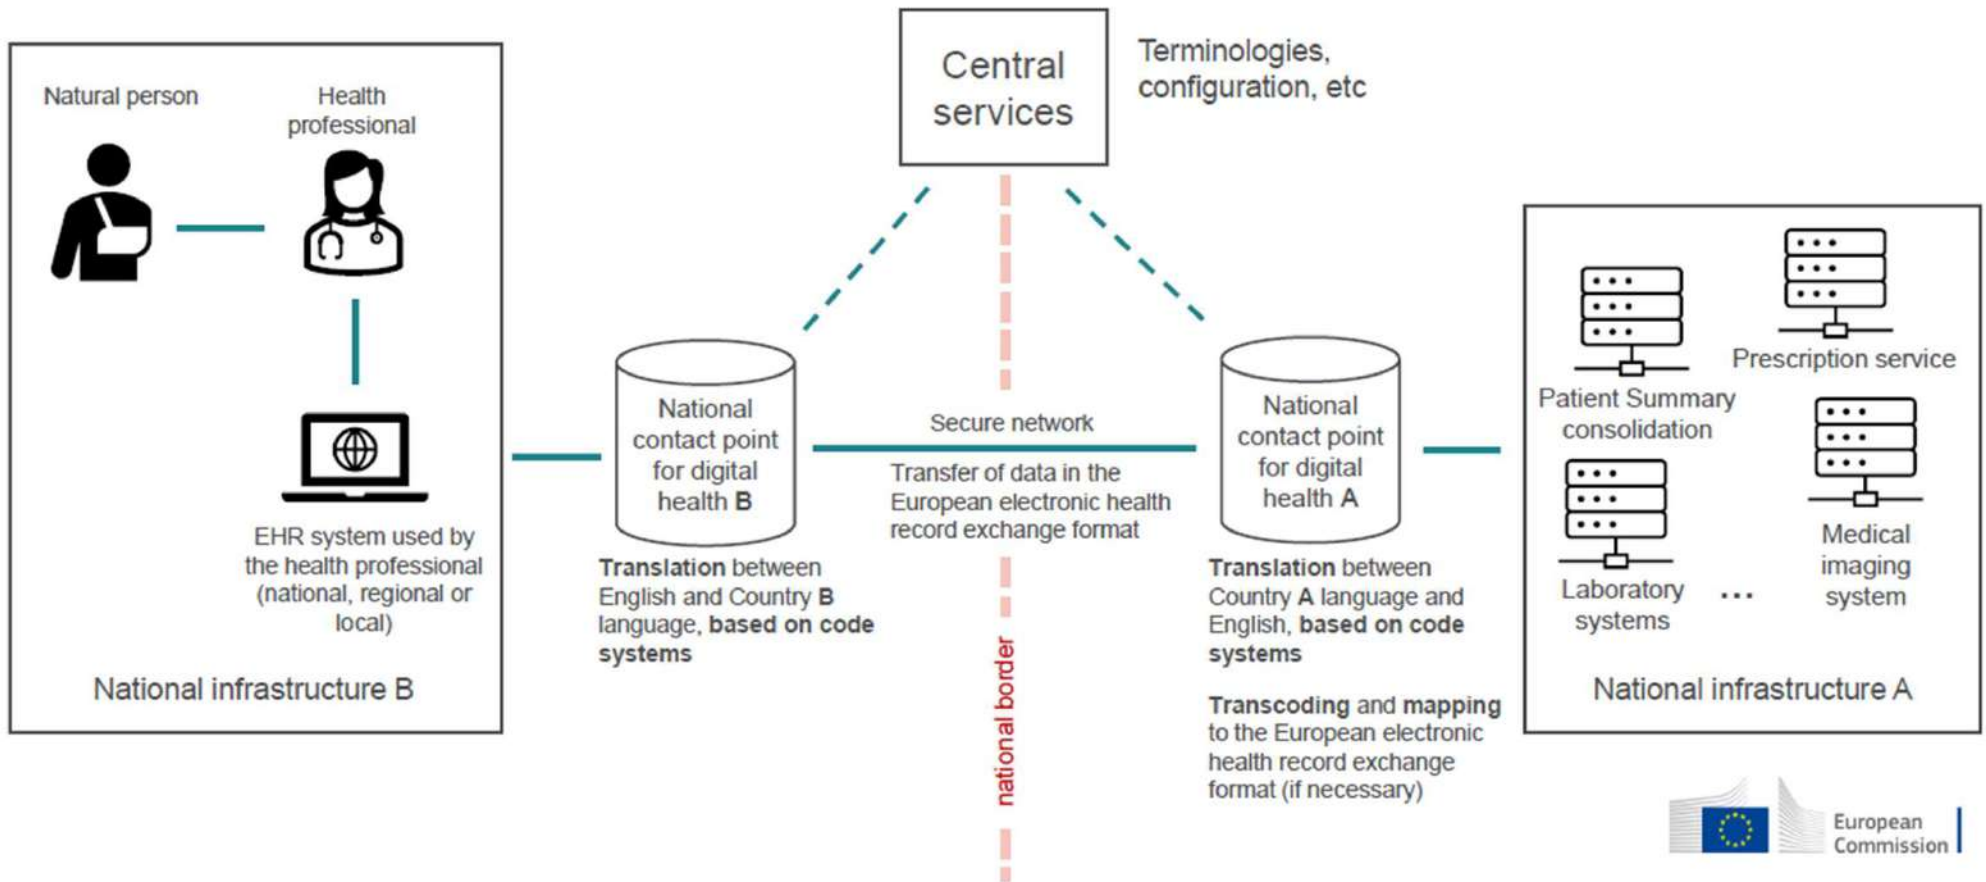 Natural person
Health
professional
EHR system used by
the health professional
(national, regional or
local)
National infrastructure B
National
contact point
for digital
health B
Translation between
English and Country B
language, based on code
systems
Central
services
Terminologies,
configuration, etc
Secure network
Transfer of data in the
European electronic health
record exchange format
national border
National
contact point
for digital
health A
Translation between
Country A language and
English, based on code
systems
Transcoding and mapping
to the European electronic
health record exchange
format (if necessary)
Prescription service
Patient Summary
consolidation
Medical
imaging
system
Laboratory
systems
...
National infrastructure A
European
Commission